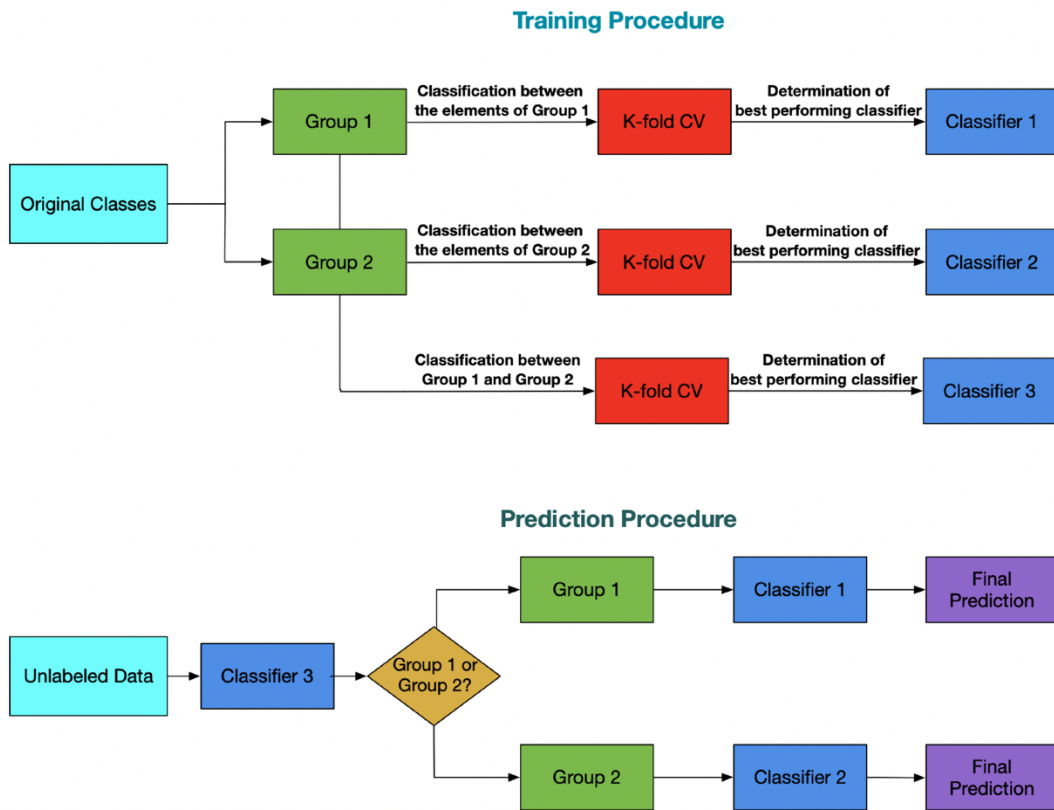 Training Procedure
Original Classes
Group 1
Classification between
the elements of Group 1
K-fold CV
Determination of
best performing classifier
Classifier 1
Group 2
Classification between
the elements of Group 2
K-fold CV
Determination of
best performing classifier
Classifier 2
Classification between
Group 1 and Group 2
K-fold CV
Determination of
best performing classifier
Classifier 3
Prediction Procedure
Unlabeled Data
Classifier 3
Group 1 or
Group 2?
Group 1
Classifier 1
Final
Prediction
Group 2
Classifier 2
Final
Prediction